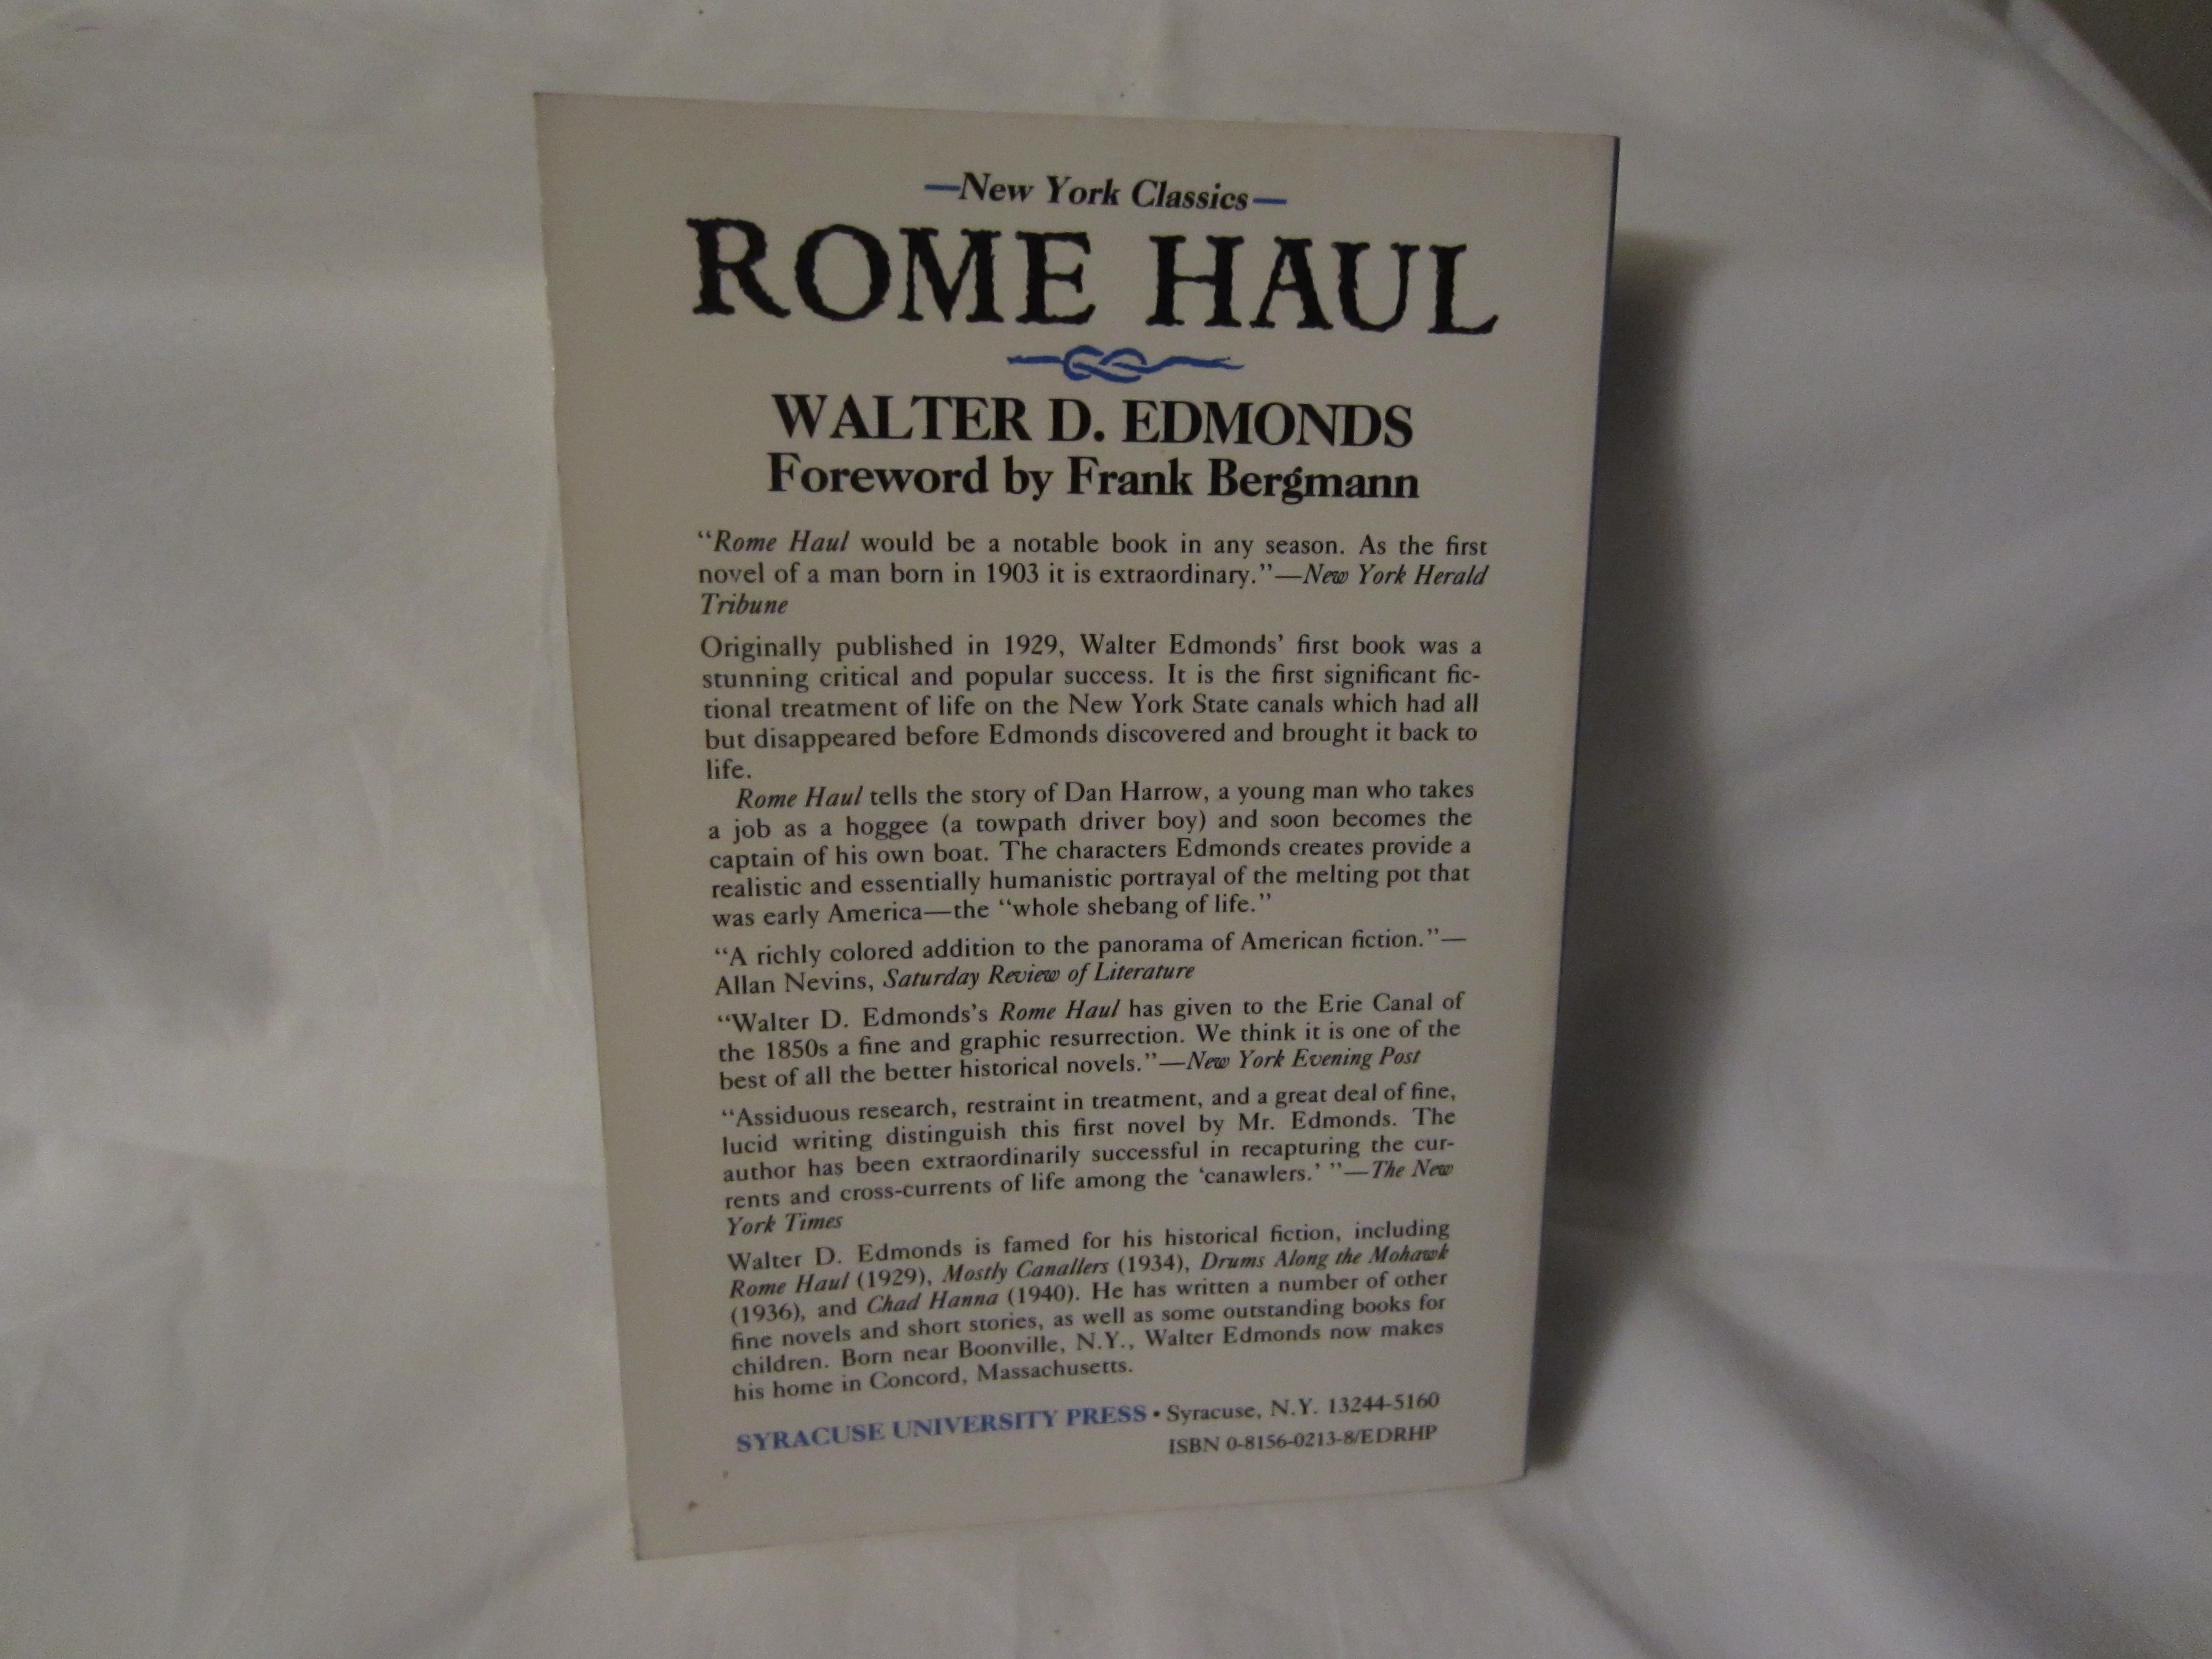 —New York Classics—
ROME HAUL
WALTER D. EDMONDS
Foreword by Frank Bergmann
“Rome Haul would be a notable book in any season. As the first
novel of a man born in 1903 it is extraordinary.”—New York Herald
Tribune
Originally published in 1929, Walter Edmonds’ first book was a
stunning critical and popular success. It is the first significant fic-
tional treatment of life on the New York State canals which had all
but disappeared before Edmonds discovered and brought it back to
life.
Rome Haul tells the story of Dan Harrow, a young man who takes
a job as a hoggee (a towpath driver boy) and soon becomes the
captain of his own boat. The characters Edmonds creates provide a
realistic and essentially humanistic portrayal of the melting pot that
was early America—the “whole shebang of life.”
“A richly colored addition to the panorama of American fiction.”—
Allan Nevins, Saturday Review of Literature
“Walter D. Edmonds’s Rome Haul has given to the Erie Canal of
the 1850s a fine and graphic resurrection. We think it is one of the
best of all the better historical novels.”—New York Evening Post
“Assiduous research, restraint in treatment, and a great deal of fine,
lucid writing distinguish this first novel by Mr. Edmonds. The
author has been extraordinarily successful in recapturing the cur-
rents and cross-currents of life among the ‘canawlers.’ ”—The New
York Times
Walter D. Edmonds is famed for his historical fiction, including
Rome Haul (1929), Mostly Canallers (1934), Drums Along the Mohawk
(1936), and Chad Hanna (1940). He has written a number of other
fine novels and short stories, as well as some outstanding books for
children. Born near Boonville, N.Y., Walter Edmonds now makes
his home in Concord, Massachusetts.
SYRACUSE UNIVERSITY PRESS • Syracuse, N.Y. 13244-5160
ISBN 0-8156-0213-8/EDRHP